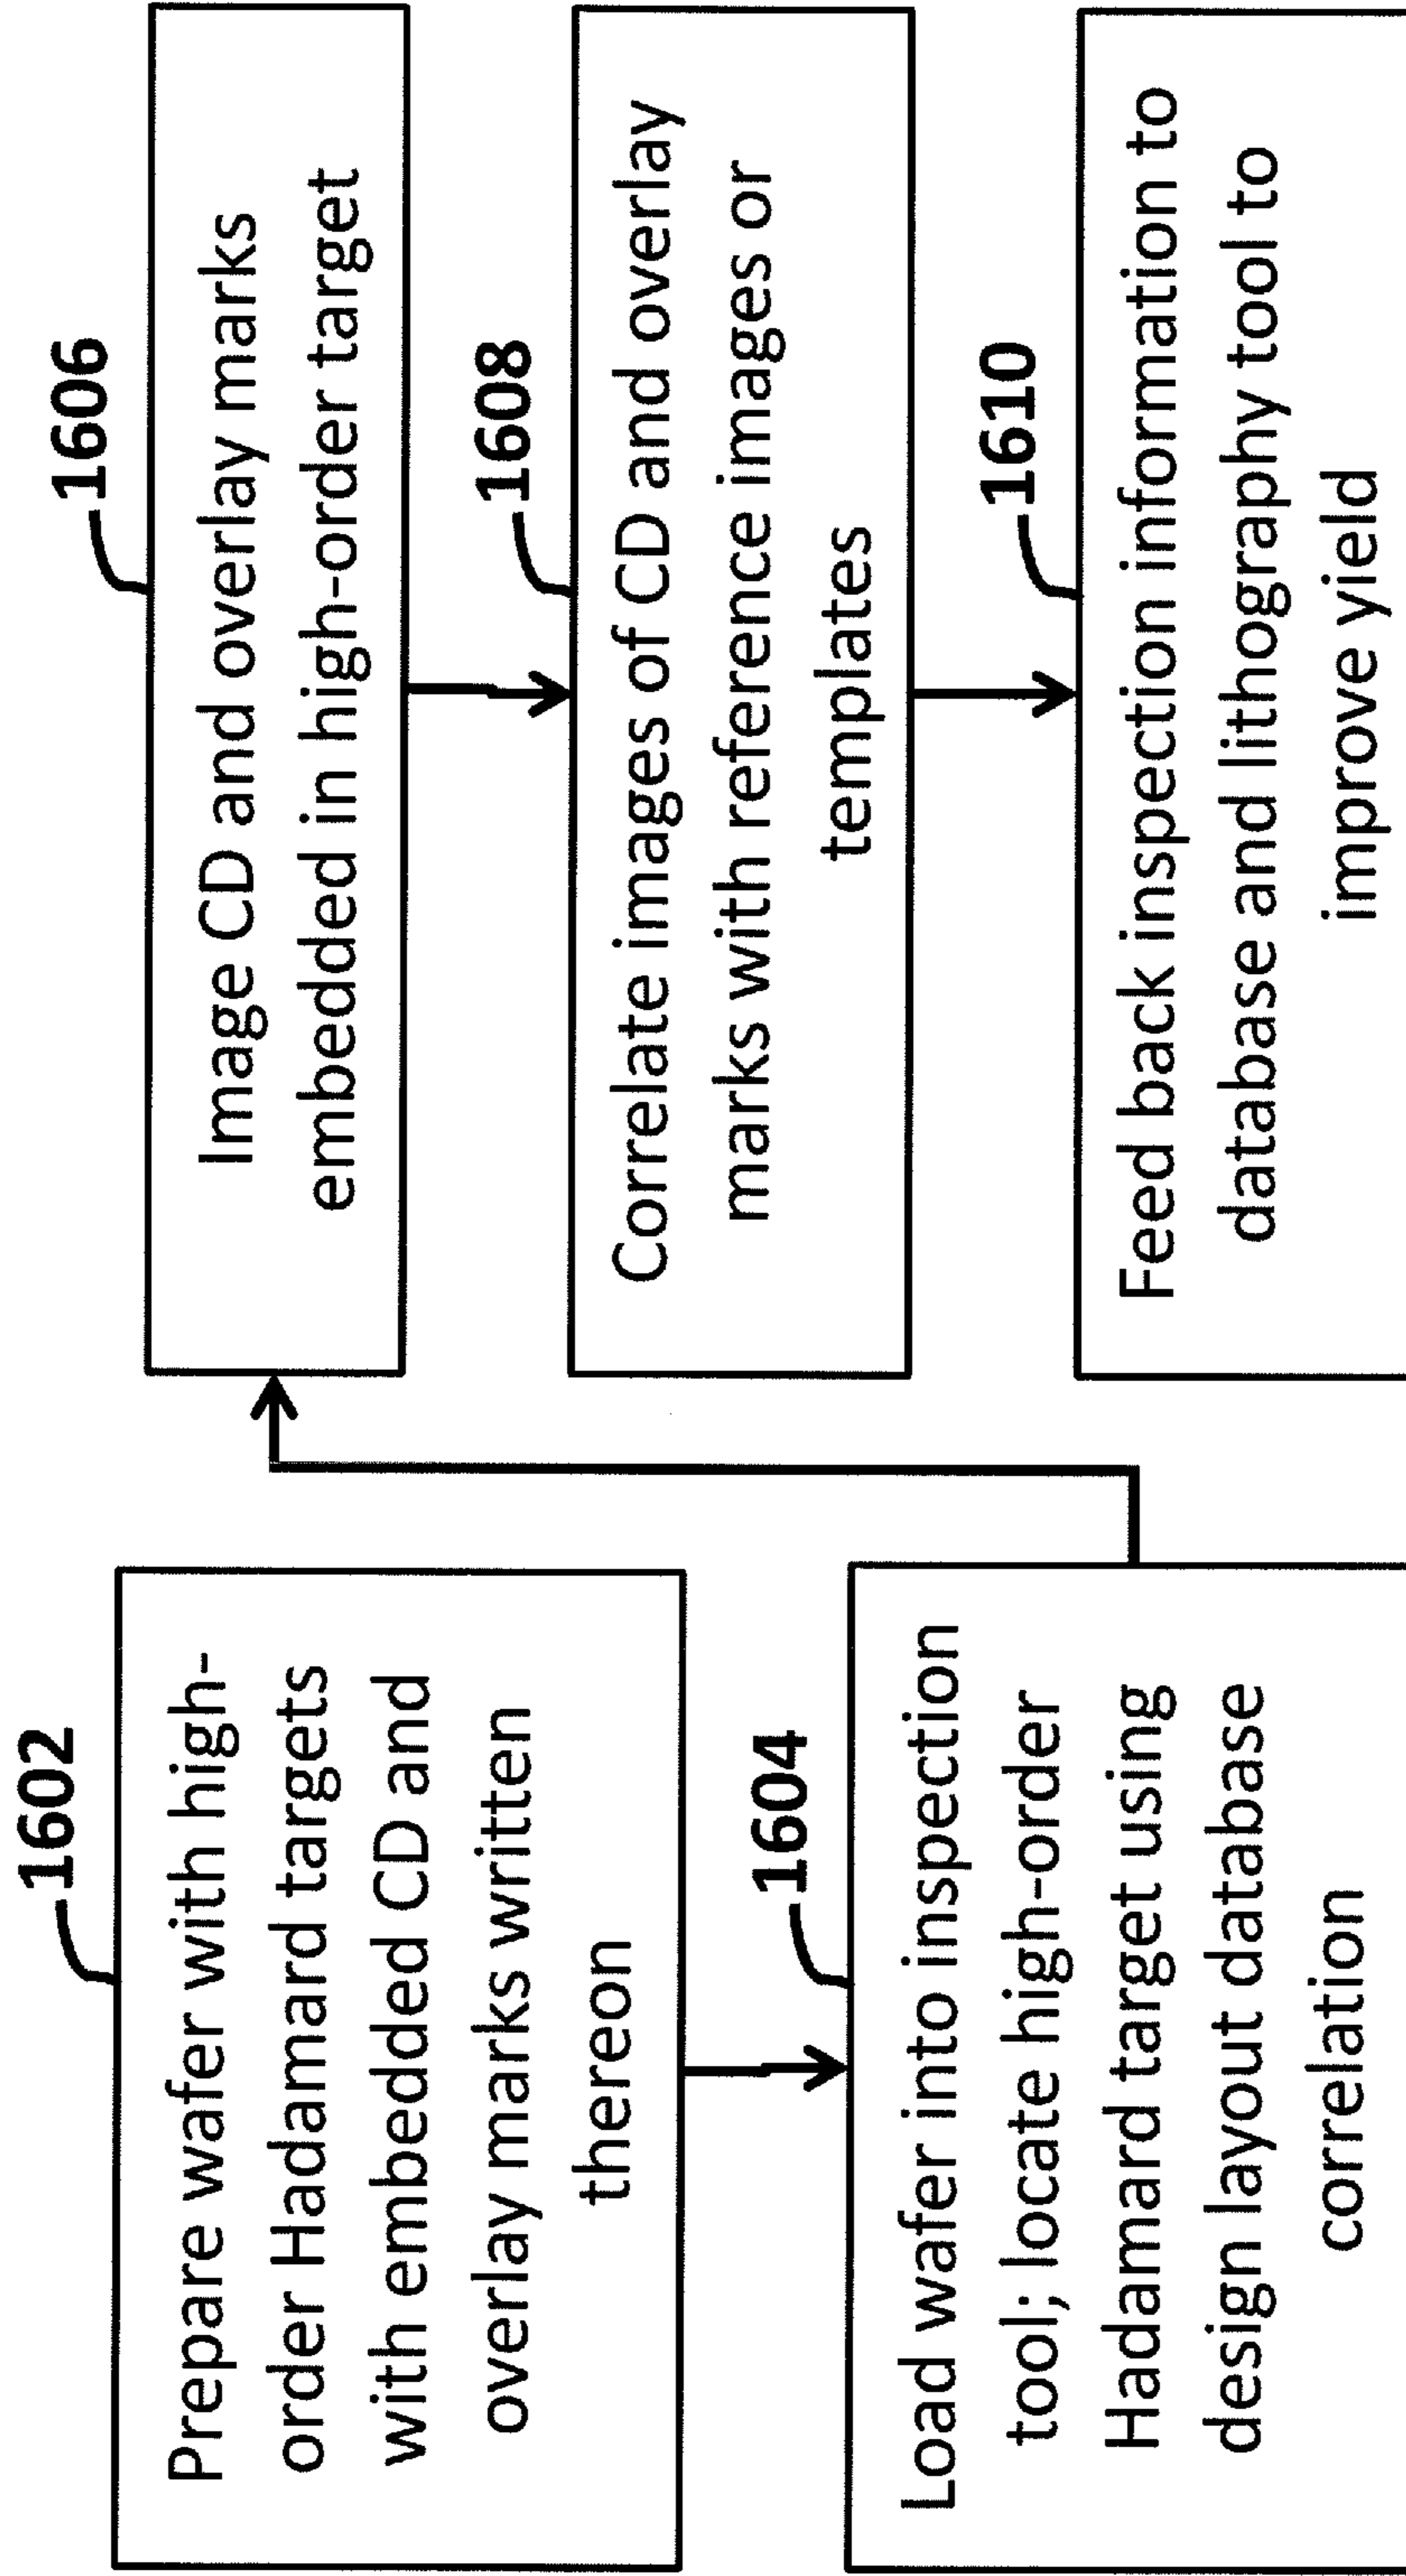 1602
Prepare wafer with high-
order Hadamard targets
with embedded CD and
overlay marks written
thereon
1604
Load wafer into inspection
tool; locate high-order
Hadamard target using
design layout database
correlation
1606
Image CD and overlay marks
embedded in high-order target
1608
Correlate images of CD and overlay
marks with reference images or
templates
1610
Feed back inspection information to
database and lithography tool to
improve yield